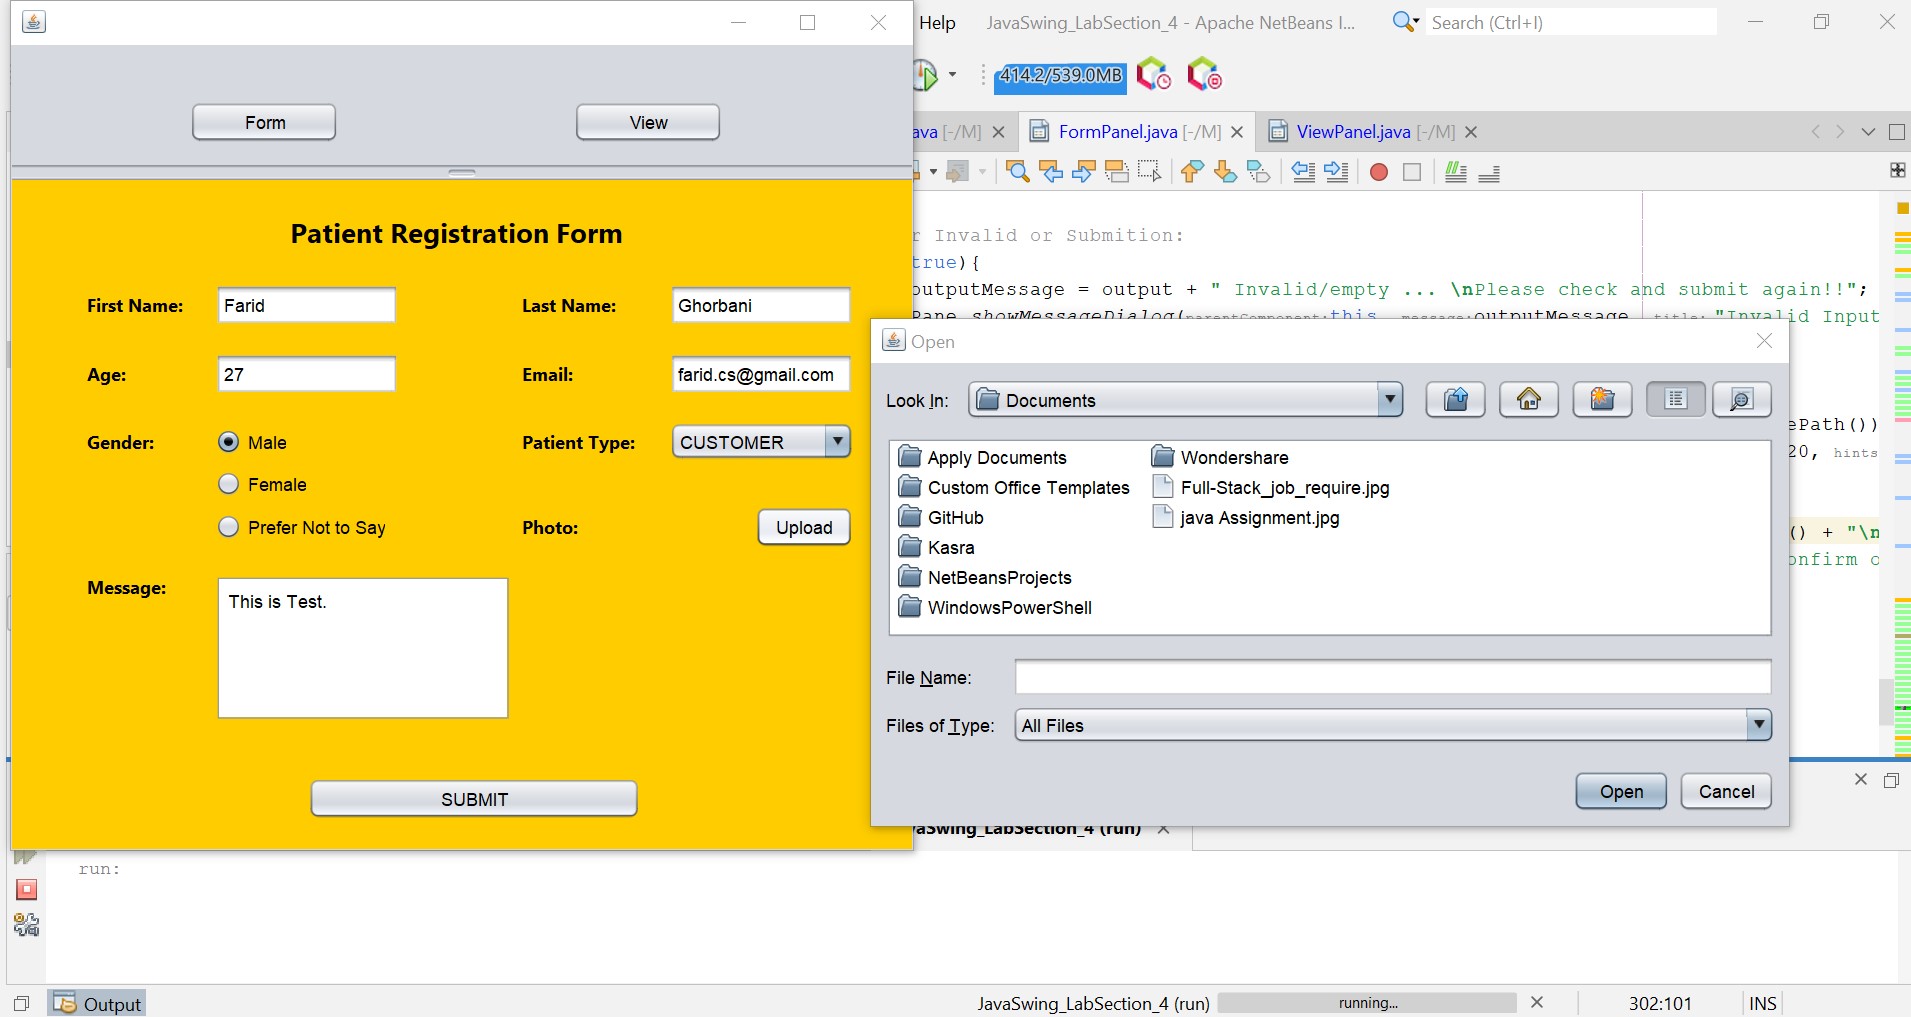 Help
JavaSwing_LabSection_4 - Apache NetBeans I...
Search (Ctrl+I)
414.2/539.0MB
Form
View
ava [-/M]
FormPanel.java [-/M]
ViewPanel.java [-/M]
Patient Registration Form
First Name:
Farid
Last Name:
Ghorbani
Age:
27
Email:
farid.cs@gmail.com
Gender:
Male
Female
Prefer Not to Say
Patient Type:
CUSTOMER
Photo:
Upload
Message:
This is Test.
SUBMIT
r Invalid or Submition:
true){
outputMessage = output + " Invalid/empty ... \nPlease check and submit again!!";
Pane.showMessageDialog(parentComponent:this, message:outputMessage, title: "Invalid Input
ePath())
20, hints
() + "\n
onfirm o
Open
Look In:
Documents
Apply Documents
Custom Office Templates
GitHub
Kasra
NetBeansProjects
WindowsPowerShell
Wondershare
Full-Stack_job_require.jpg
java Assignment.jpg
File Name:
Files of Type:
All Files
Open
Cancel
vaSwing_LabSection_4 (run)
run:
Output
JavaSwing_LabSection_4 (run)
running...
302:101
INS